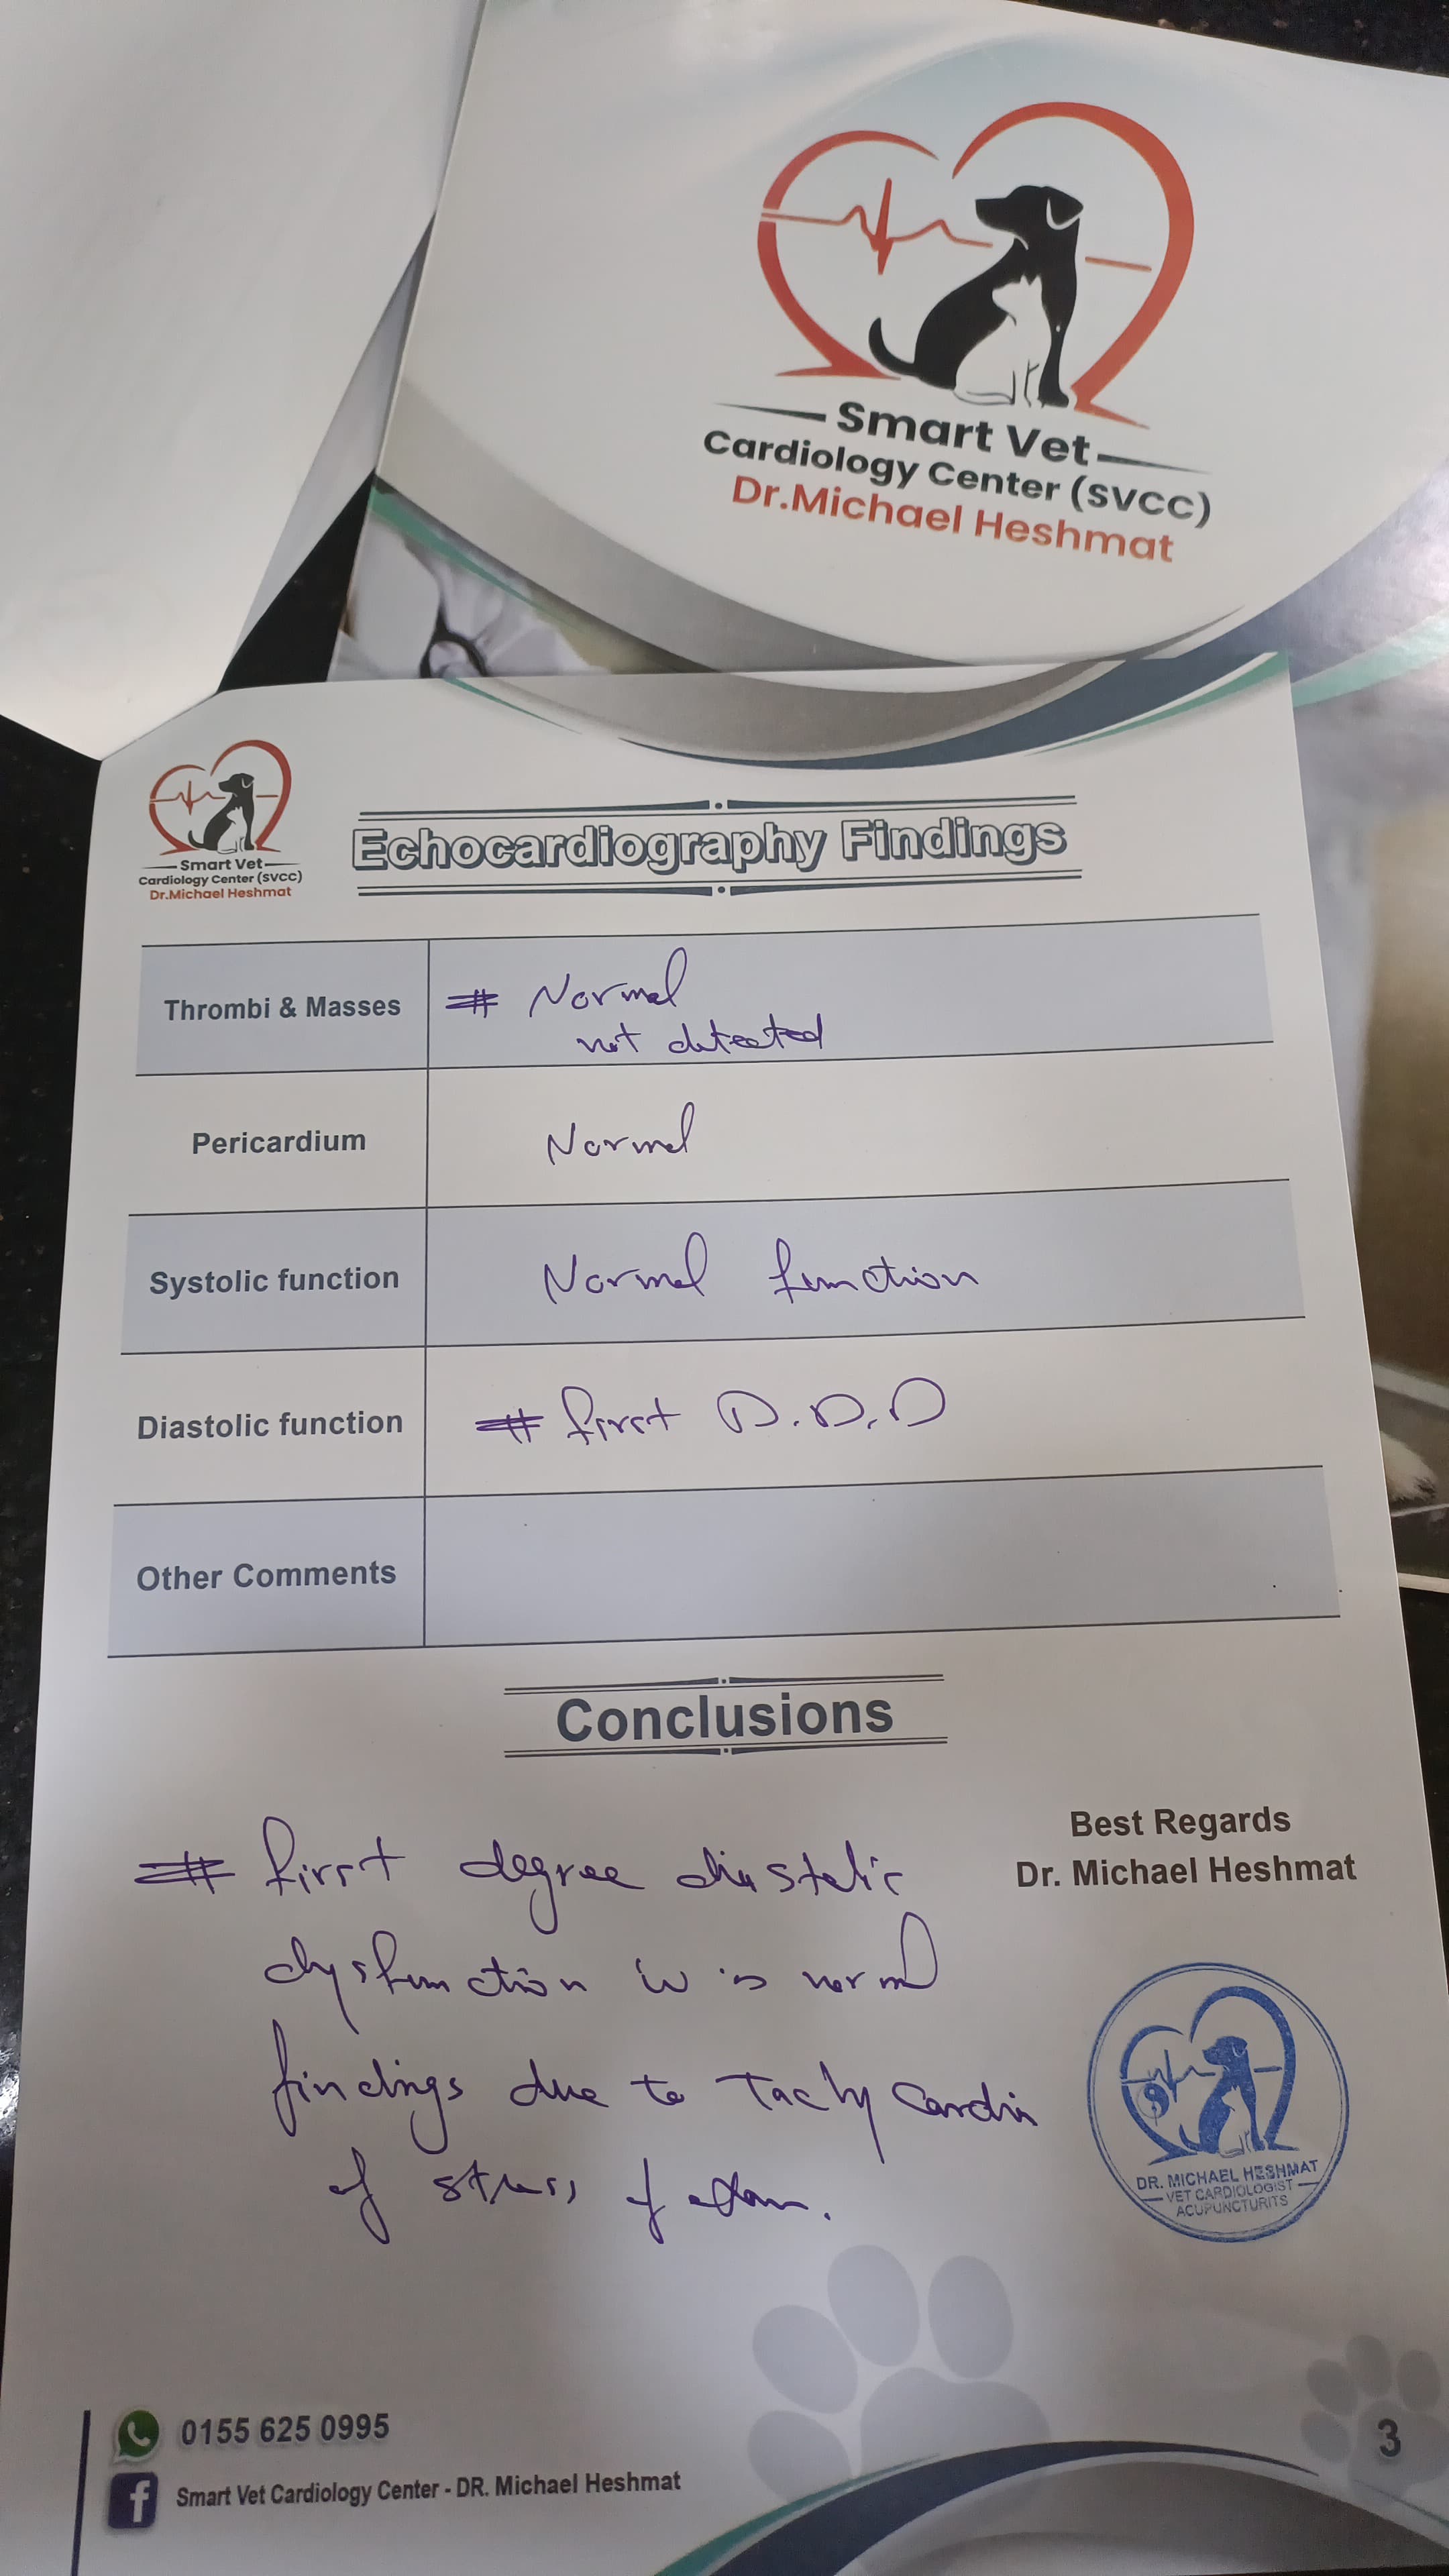 Smart Vet
Cardiology Center (SVCC)
Dr.Michael Heshmat
Smart Vet
Cardiology Center (SVCC)
Dr.Michael Heshmat
Echocardiography Findings
Thrombi & Masses
# Normal
not detected
Pericardium
Normal
Systolic function
Normal function
Diastolic function
# first D.D.D
Other Comments
Conclusions
# first degree diastolic
dysfunction is normal
findings due to Tachycardia
of stress of
Best Regards
Dr. Michael Heshmat
DR. MICHAEL HESHMAT
VET CARDIOLOGIST
ACUPUNCTURITS
0155 625 0995
Smart Vet Cardiology Center - DR. Michael Heshmat
3